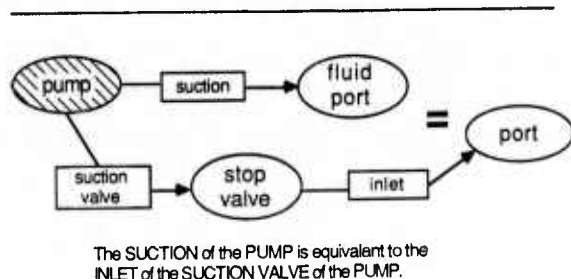 pump
suction
fluid
port
=
suction
valve
stop
valve
inlet
port
The SUCTION of the PUMP is equivalent to the
INLET of the SUCTION VALVE of the PUMP.